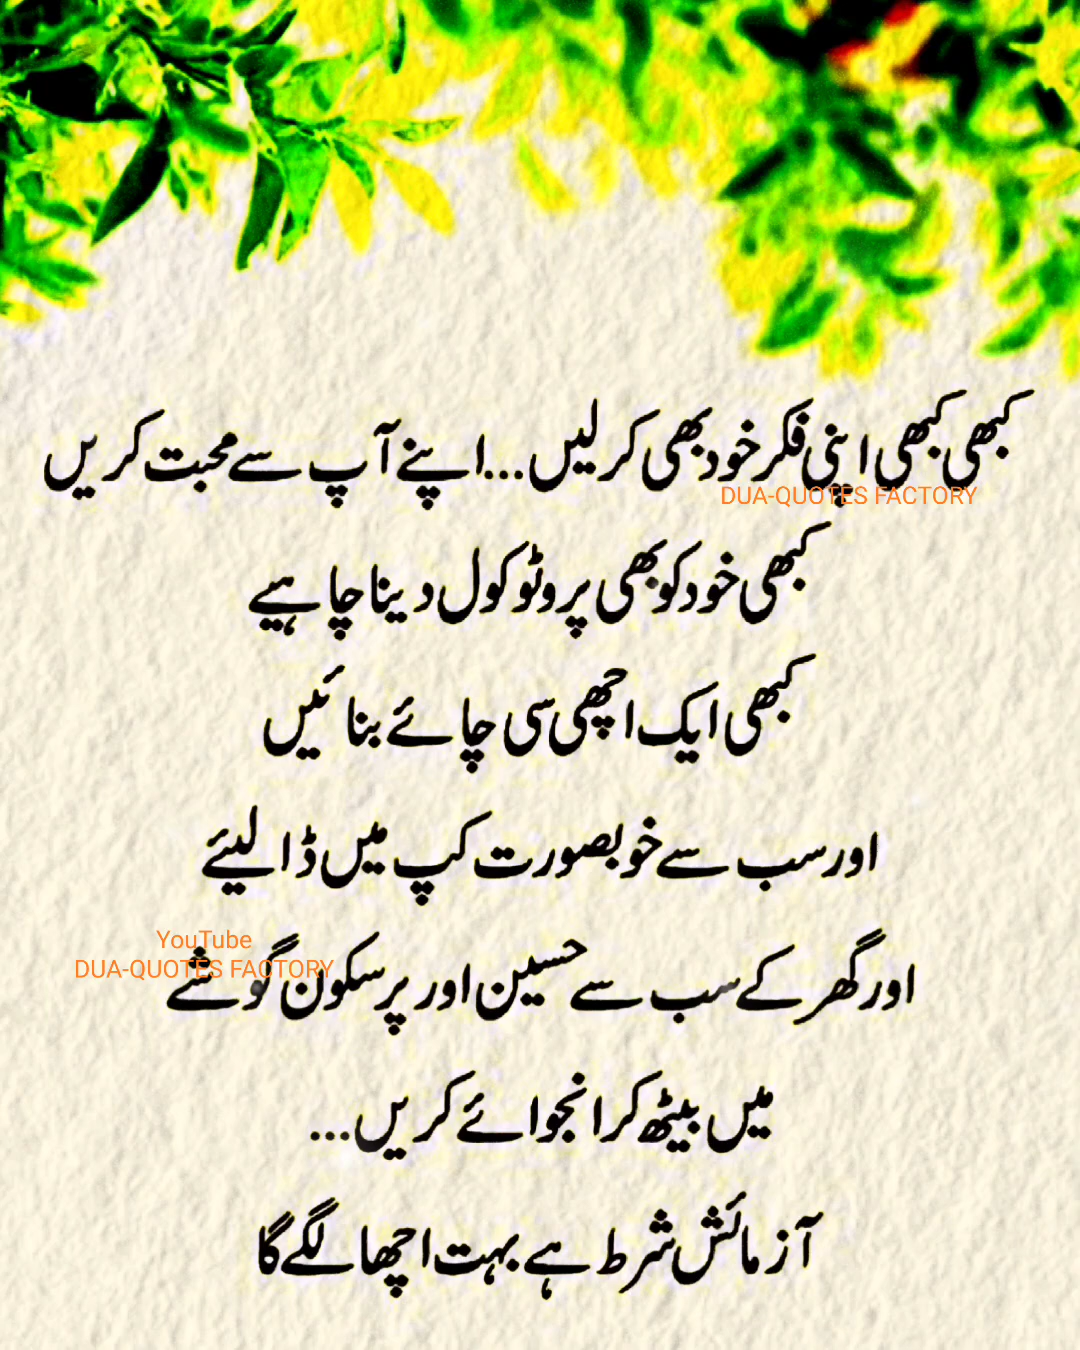 کبھی کبھی اپنی فکر خود بھی کر لیں...اپنے آپ سے محبت کریں
DUA-QUOTES FACTORY
کبھی خود کو بھی پروٹوکول دینا چاہیے
کبھی ایک اچھی سی چائے بنائیں
اور سب سے خوبصورت کپ میں ڈالیئے
YouTube
DUA-QUOTES FACTORY
اور گھر کے سب سے حسین اور پرسکون گوشے
میں بیٹھ کر انجوائے کریں...
آزمائش شرط ہے بہت اچھا لگے گا